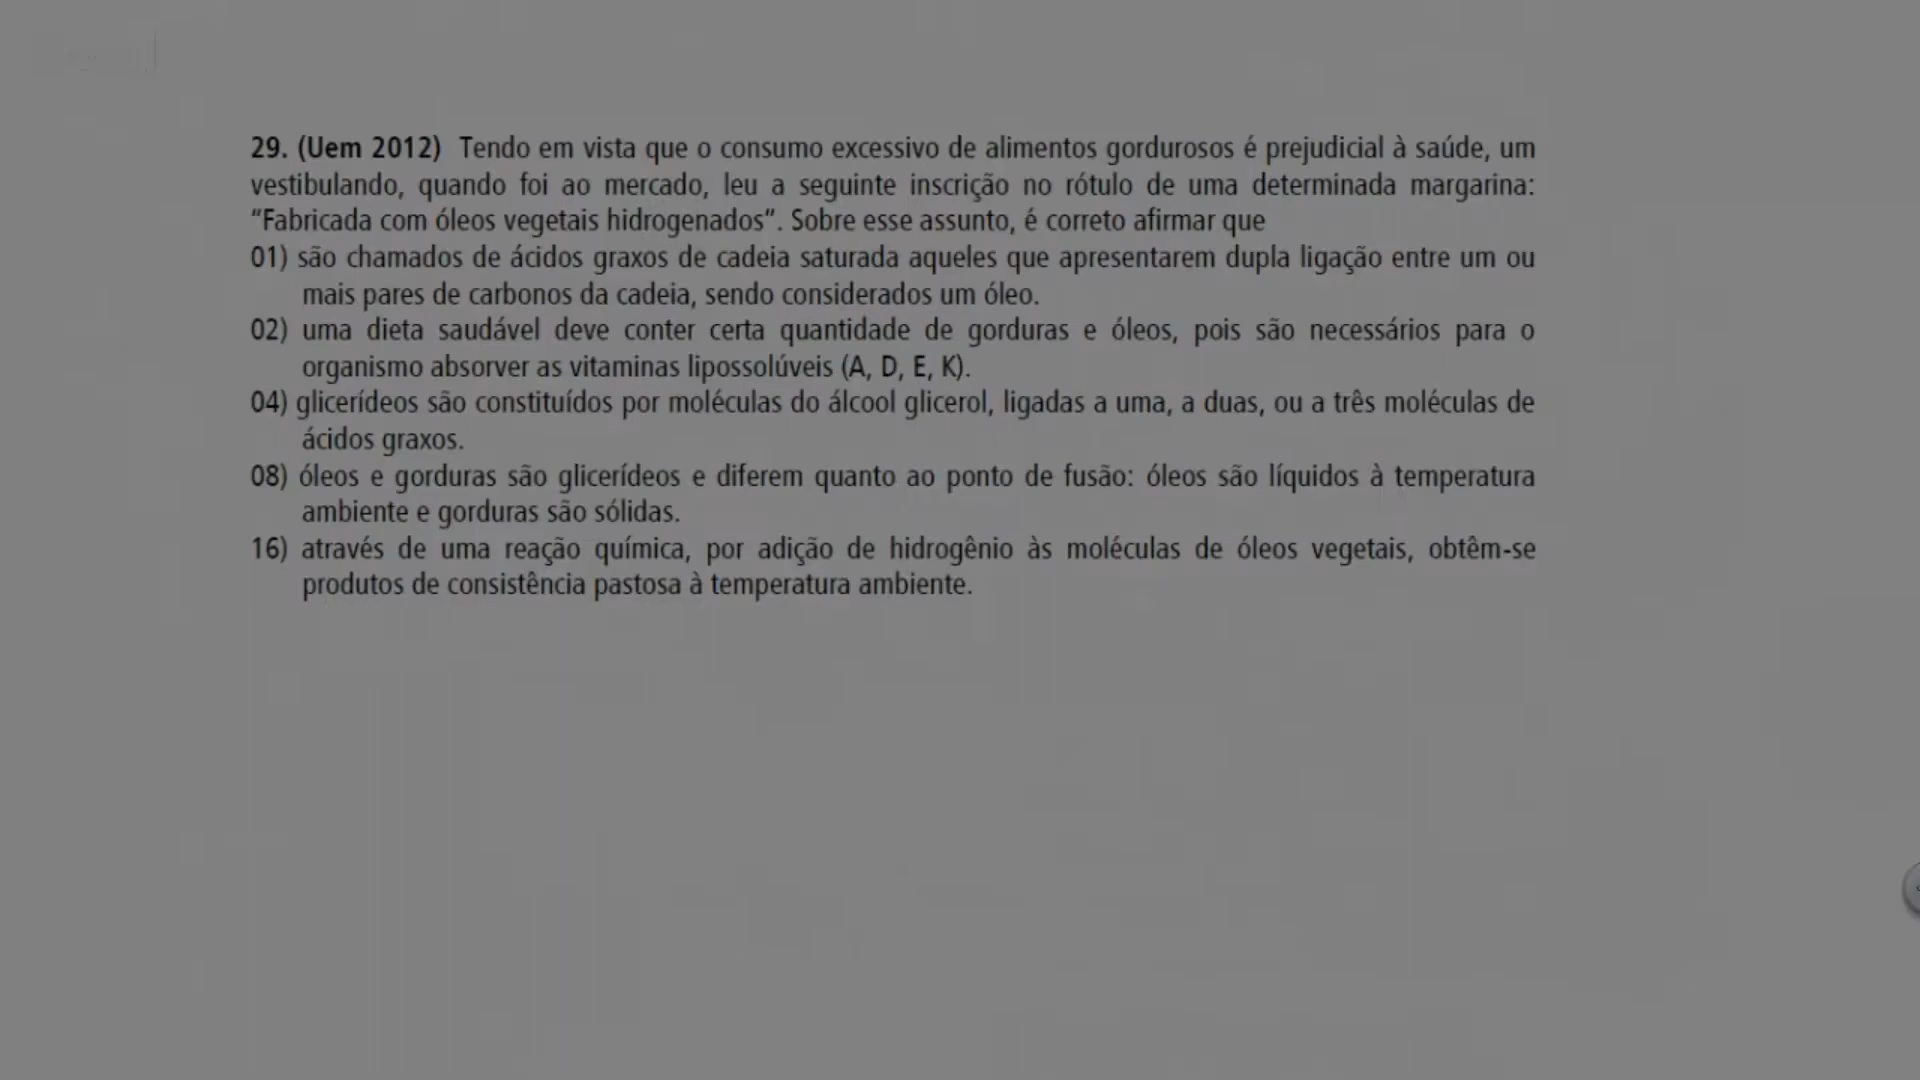 29. (Uem 2012) Tendo em vista que o consumo excessivo de alimentos gordurosos é prejudicial à saúde, um
vestibulando, quando foi ao mercado, leu a seguinte inscrição no rótulo de uma determinada margarina:
“Fabricada com óleos vegetais hidrogenados”. Sobre esse assunto, é correto afirmar que
01) são chamados de ácidos graxos de cadeia saturada aqueles que apresentarem dupla ligação entre um ou
mais pares de carbonos da cadeia, sendo considerados um óleo.
02) uma dieta saudável deve conter certa quantidade de gorduras e óleos, pois são necessários para o
organismo absorver as vitaminas lipossolúveis (A, D, E, K).
04) glicerídeos são constituídos por moléculas do álcool glicerol, ligadas a uma, a duas, ou a três moléculas de
ácidos graxos.
08) óleos e gorduras são glicerídeos e diferem quanto ao ponto de fusão: óleos são líquidos à temperatura
ambiente e gorduras são sólidas.
16) através de uma reação química, por adição de hidrogênio às moléculas de óleos vegetais, obtêm-se
produtos de consistência pastosa à temperatura ambiente.